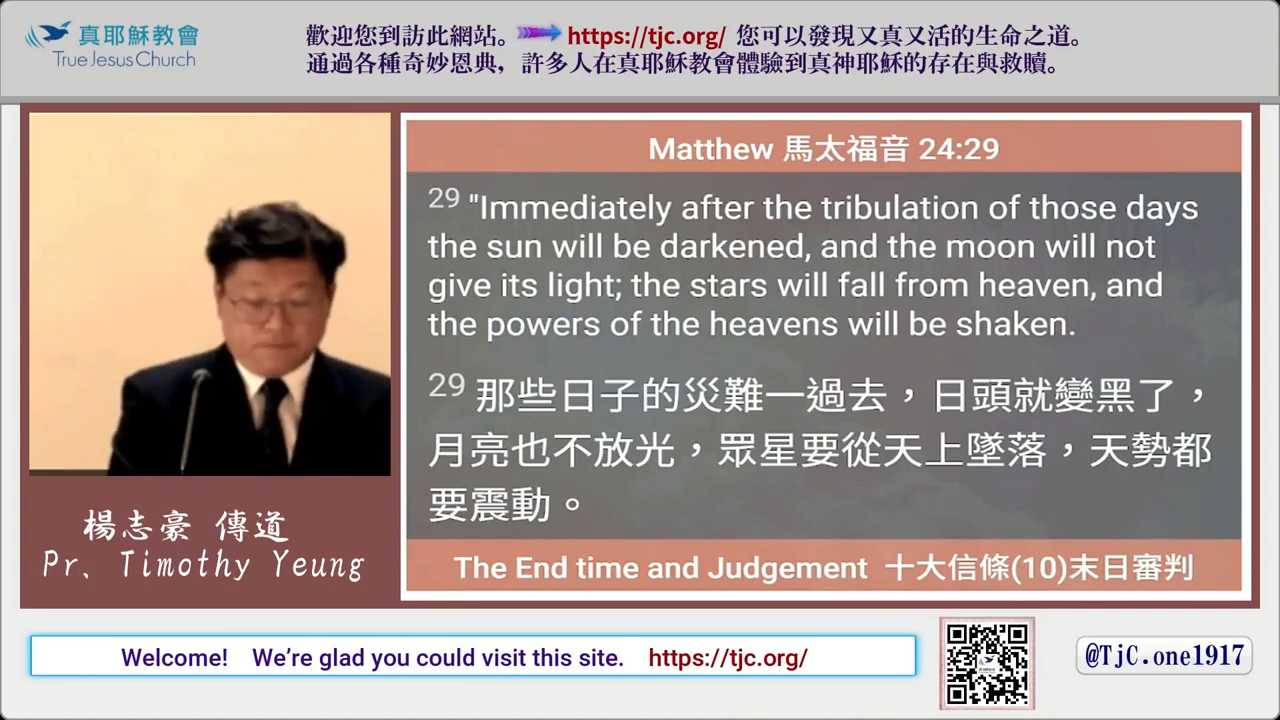 真耶穌教會
True Jesus Church
歡迎您到訪此網站。 https://tjc.org/ 您可以發現又真又活的生命之道。
通過各種奇妙恩典，許多人在真耶穌教會體驗到真神耶穌的存在與救贖。
Matthew 馬太福音 24:29
29 "Immediately after the tribulation of those days
the sun will be darkened, and the moon will not
give its light; the stars will fall from heaven, and
the powers of the heavens will be shaken.
29 那些日子的災難一過去，日頭就變黑了，
月亮也不放光，眾星要從天上墜落，天勢都
要震動。
The End time and Judgement 十大信條(10)末日審判
楊志豪 傳道
Pr. Timothy Yeung
Welcome! We’re glad you could visit this site. https://tjc.org/
@TjC.one1917